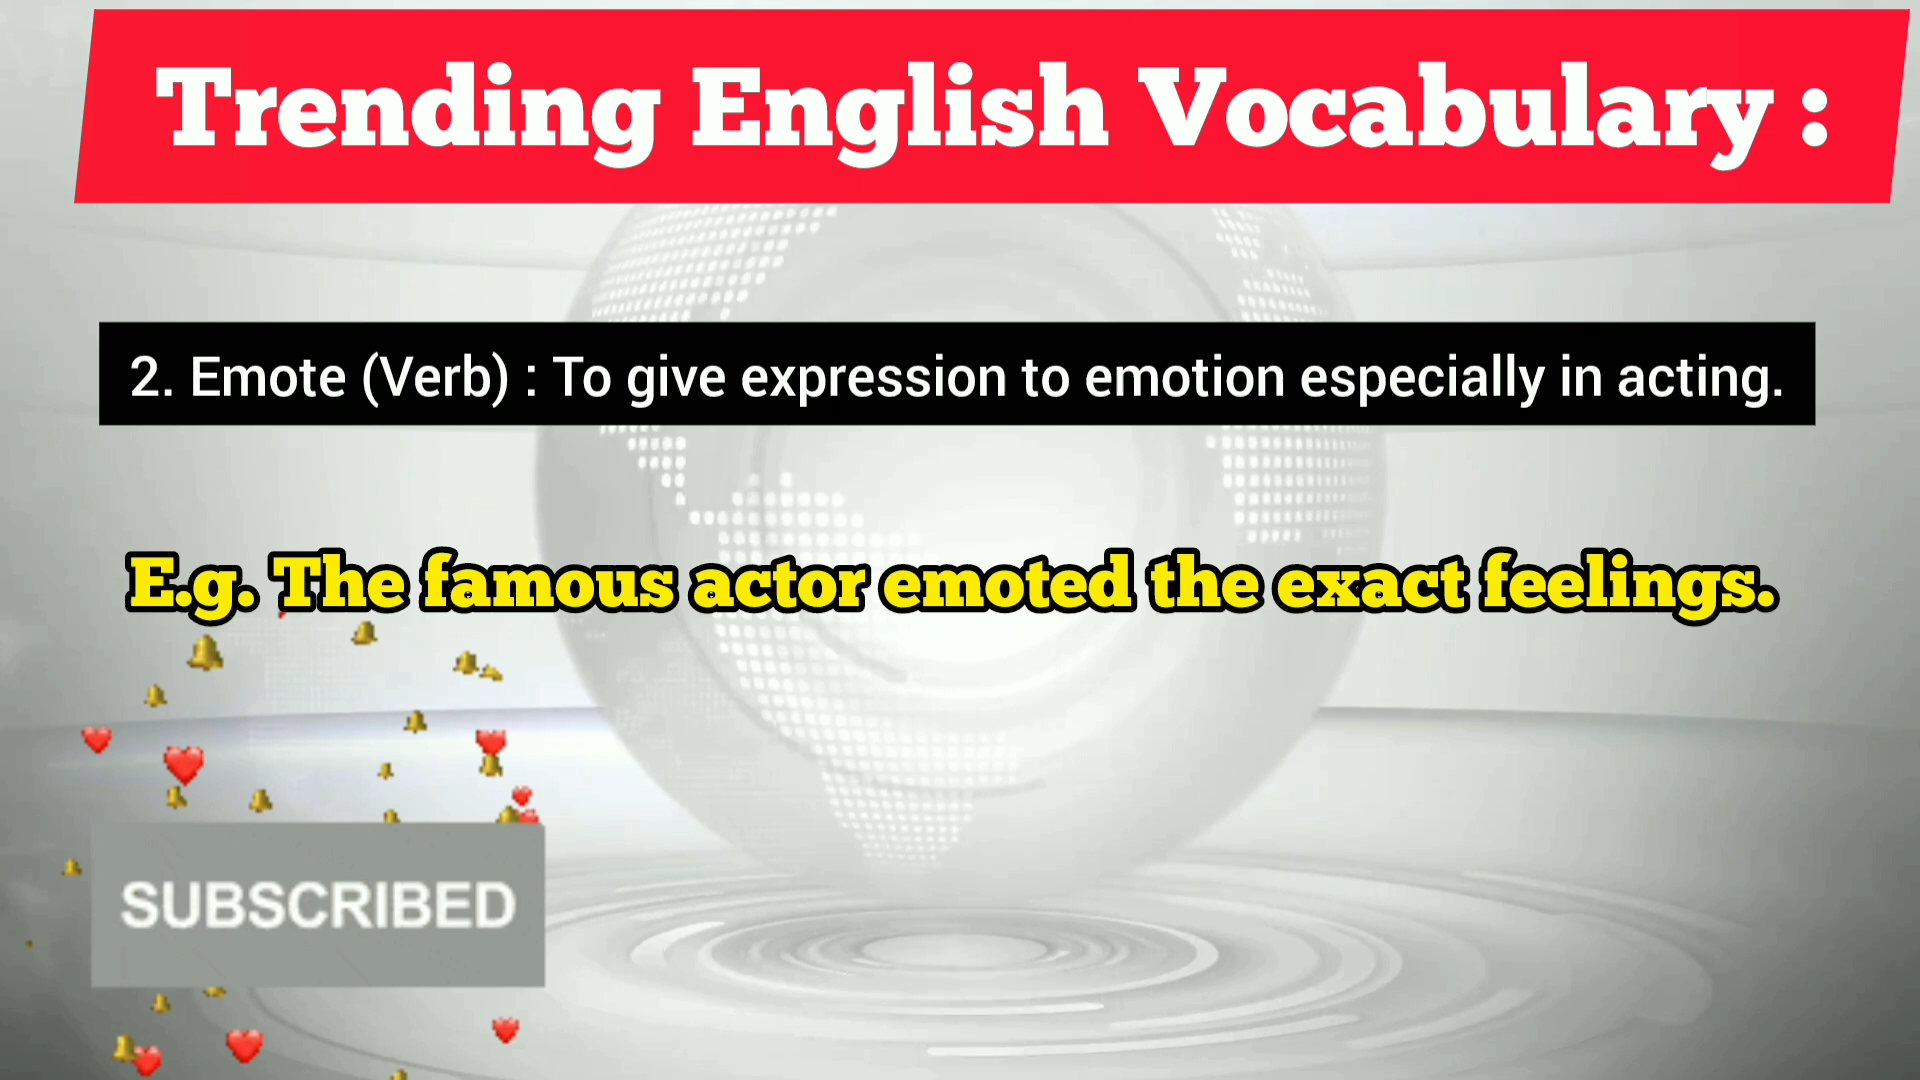 Trending English Vocabulary :
2. Emote (Verb) : To give expression to emotion especially in acting.
E.g. The famous actor emoted the exact feelings.
SUBSCRIBED